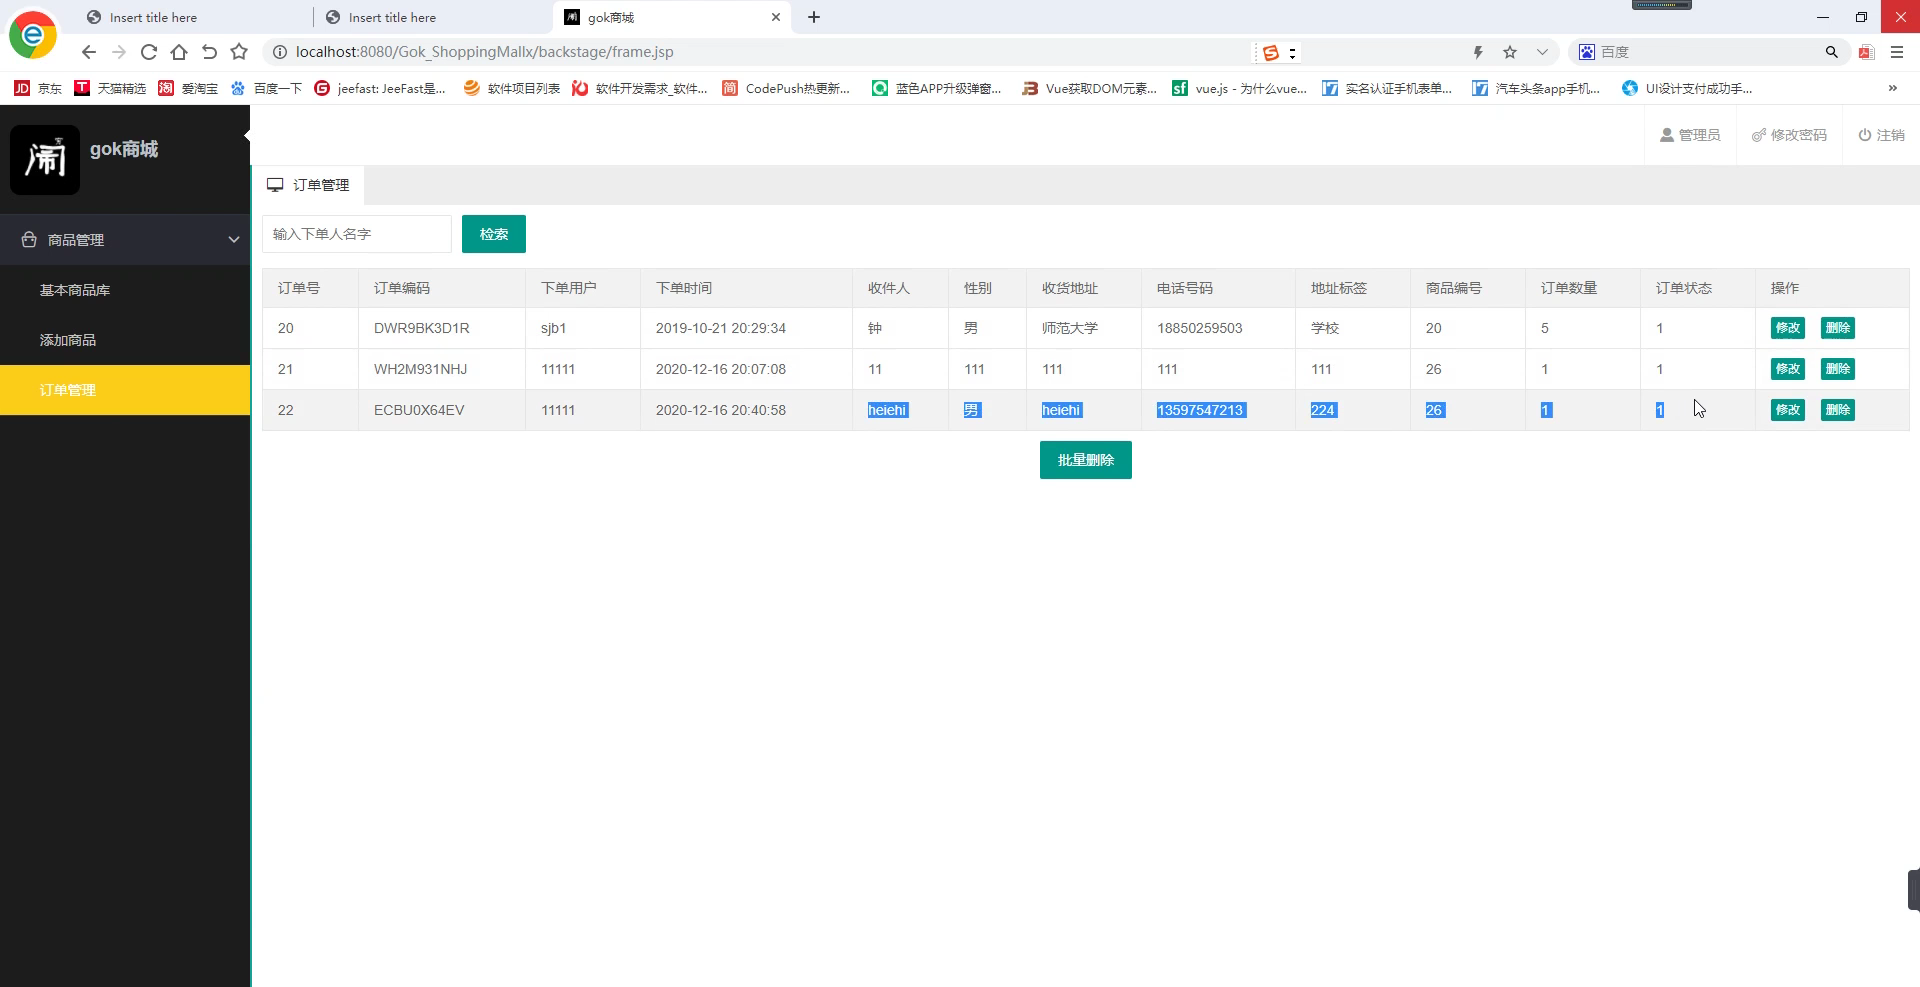 Insert title here
Insert title here
gok商城
localhost:8080/Gok_ShoppingMallx/backstage/frame.jsp
百度
京东 天猫精选 爱淘宝 百度一下 jeefast: JeeFast是... 软件项目列表 软件开发需求_软件... CodePush热更新... 蓝色APP升级弹窗... Vue获取DOM元素... vue.js - 为什么vue... 实名认证手机表单... 汽车头条app手机... UI设计支付成功手...
gok商城
管理员 修改密码 注销
商品管理
基本商品库
添加商品
订单管理
订单管理
输入下单人名字 检索
订单号 订单编码 下单用户 下单时间 收件人 性别 收货地址 电话号码 地址标签 商品编号 订单数量 订单状态 操作
20 DWR9BK3D1R sjb1 2019-10-21 20:29:34 钟 男 师范大学 18850259503 学校 20 5 1 修改 删除
21 WH2M931NHJ 11111 2020-12-16 20:07:08 11 111 111 111 111 26 1 1 修改 删除
22 ECBU0X64EV 11111 2020-12-16 20:40:58 heiehi 男 heiehi 13597547213 224 26 1 1 修改 删除
批量删除